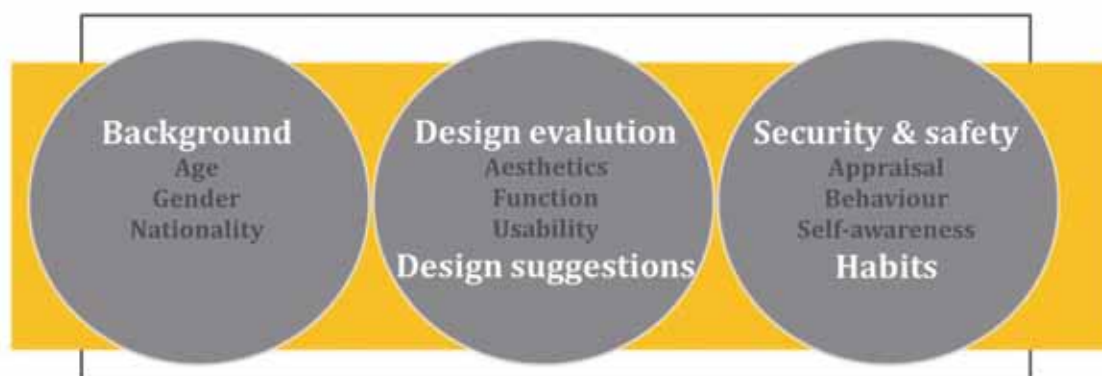 Background
Age
Gender
Nationality
Design evalution
Aesthetics
Function
Usability
Design suggestions
Security & safety
Appraisal
Behaviour
Self-awareness
Habits